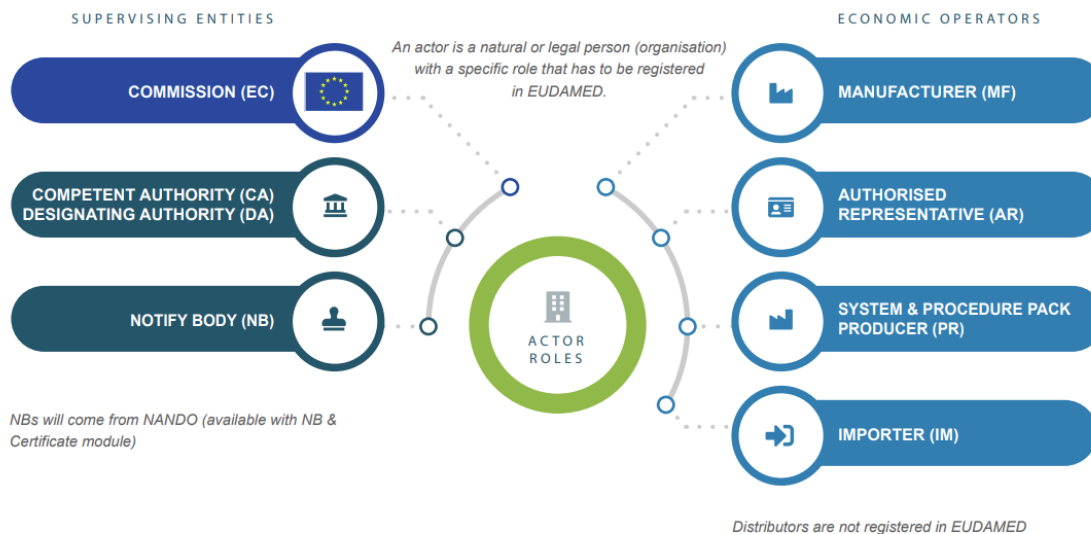 SUPERVISING ENTITIES
ECONOMIC OPERATORS
An actor is a natural or legal person (organisation)
with a specific role that has to be registered
in EUDAMED.
COMMISSION (EC)
COMPETENT AUTHORITY (CA)
DESIGNATING AUTHORITY (DA)
NOTIFY BODY (NB)
NBs will come from NANDO (available with NB &
Certificate module)
ACTOR
ROLES
MANUFACTURER (MF)
AUTHORISED
REPRESENTATIVE (AR)
SYSTEM & PROCEDURE PACK
PRODUCER (PR)
IMPORTER (IM)
Distributors are not registered in EUDAMED